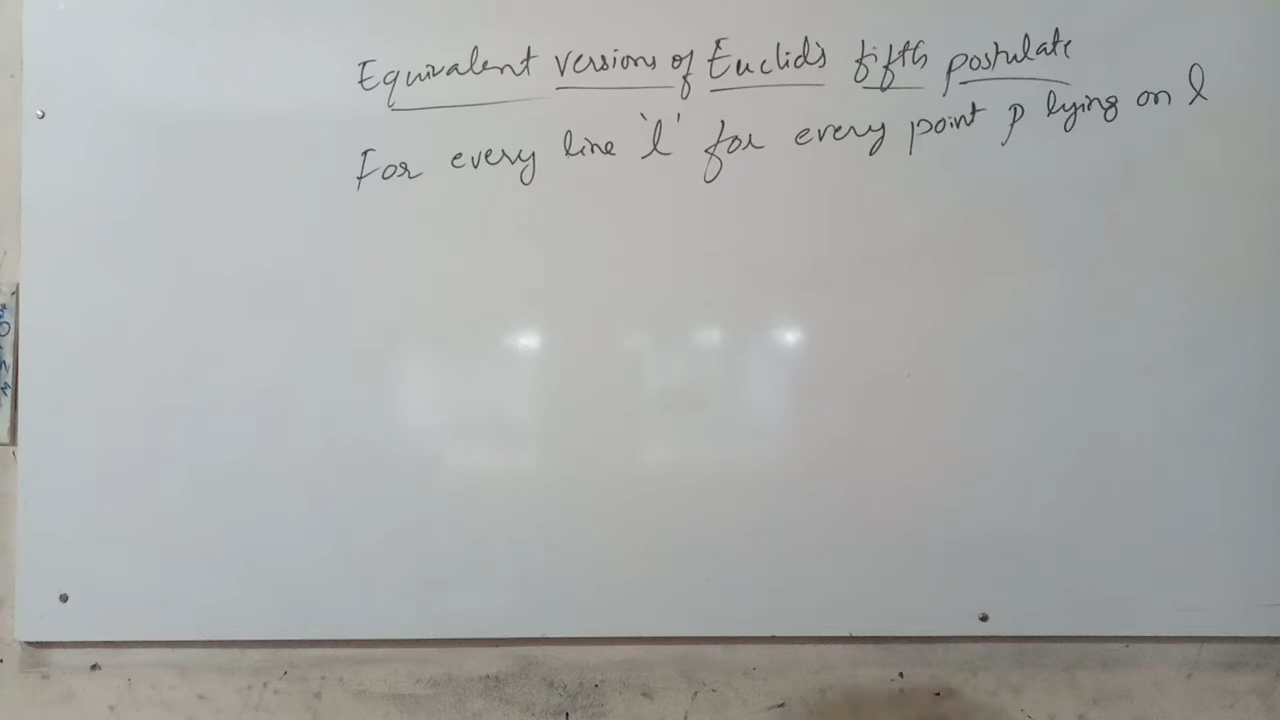 Equivalent versions of Euclid's fifth postulate
For every line 'l' for every point p lying on l